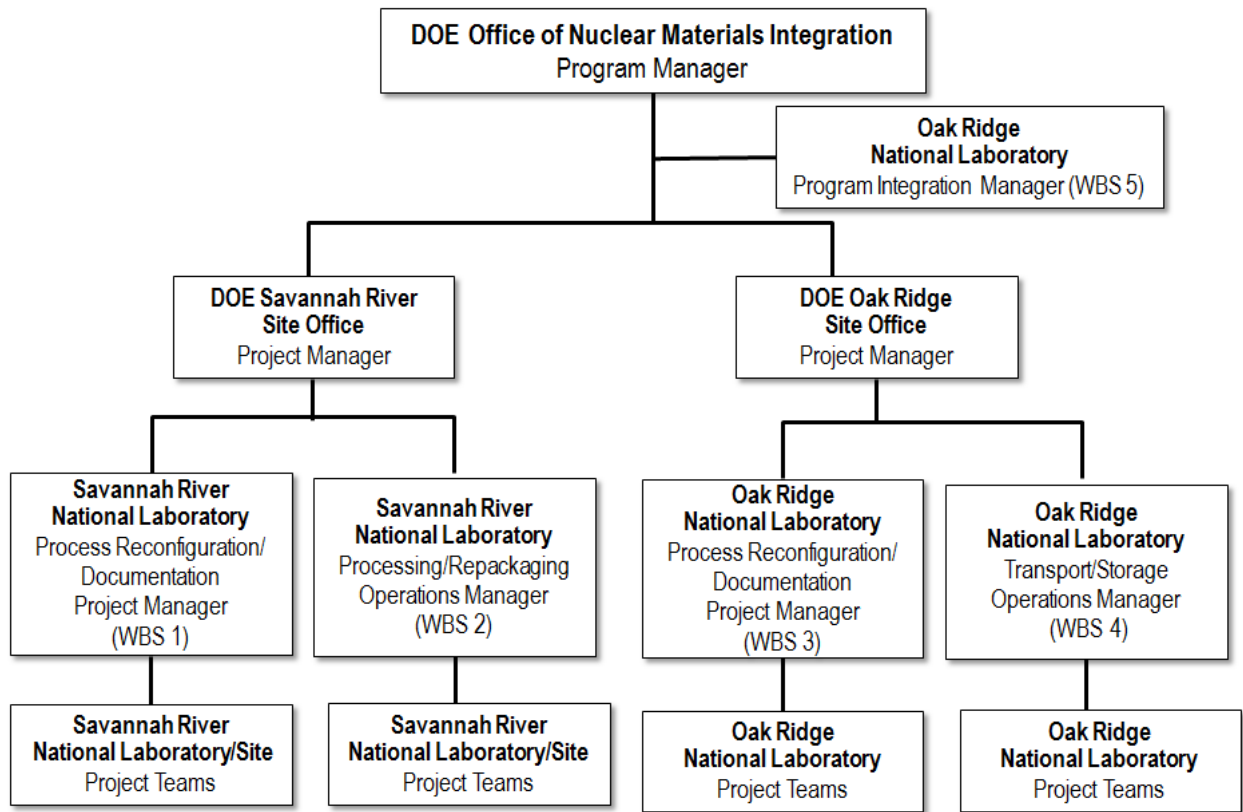 DOE Office of Nuclear Materials Integration
Program Manager
Oak Ridge
National Laboratory
Program Integration Manager (WBS 5)
DOE Savannah River
Site Office
Project Manager
DOE Oak Ridge
Site Office
Project Manager
Savannah River
National Laboratory
Process Reconfiguration/
Documentation
Project Manager
(WBS 1)
Savannah River
National Laboratory
Processing/Repackaging
Operations Manager
(WBS 2)
Oak Ridge
National Laboratory
Process Reconfiguration/
Documentation
Project Manager
(WBS 3)
Oak Ridge
National Laboratory
Transport/Storage
Operations Manager
(WBS 4)
Savannah River
National Laboratory/Site
Project Teams
Savannah River
National Laboratory/Site
Project Teams
Oak Ridge
National Laboratory
Project Teams
Oak Ridge
National Laboratory
Project Teams